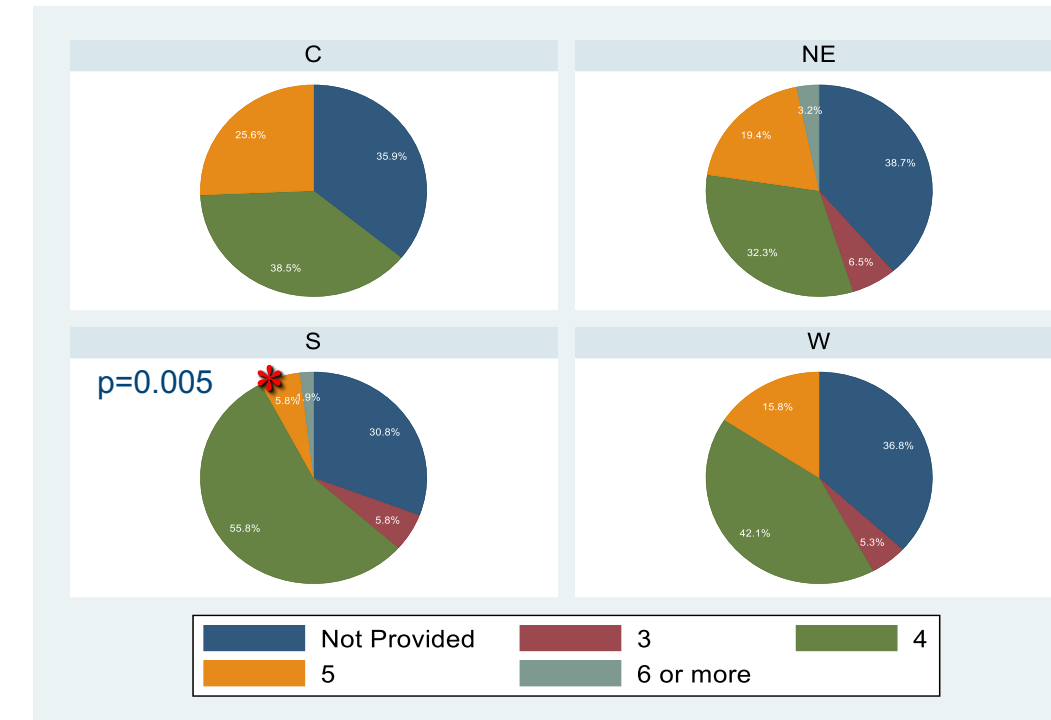 C
25.6%
35.9%
38.5%
NE
3.2%
19.4%
38.7%
32.3%
6.5%
S
p=0.005
*
5.8%
1.9%
30.8%
5.8%
55.8%
W
15.8%
36.8%
42.1%
5.3%
Not Provided 3 4
5 6 or more